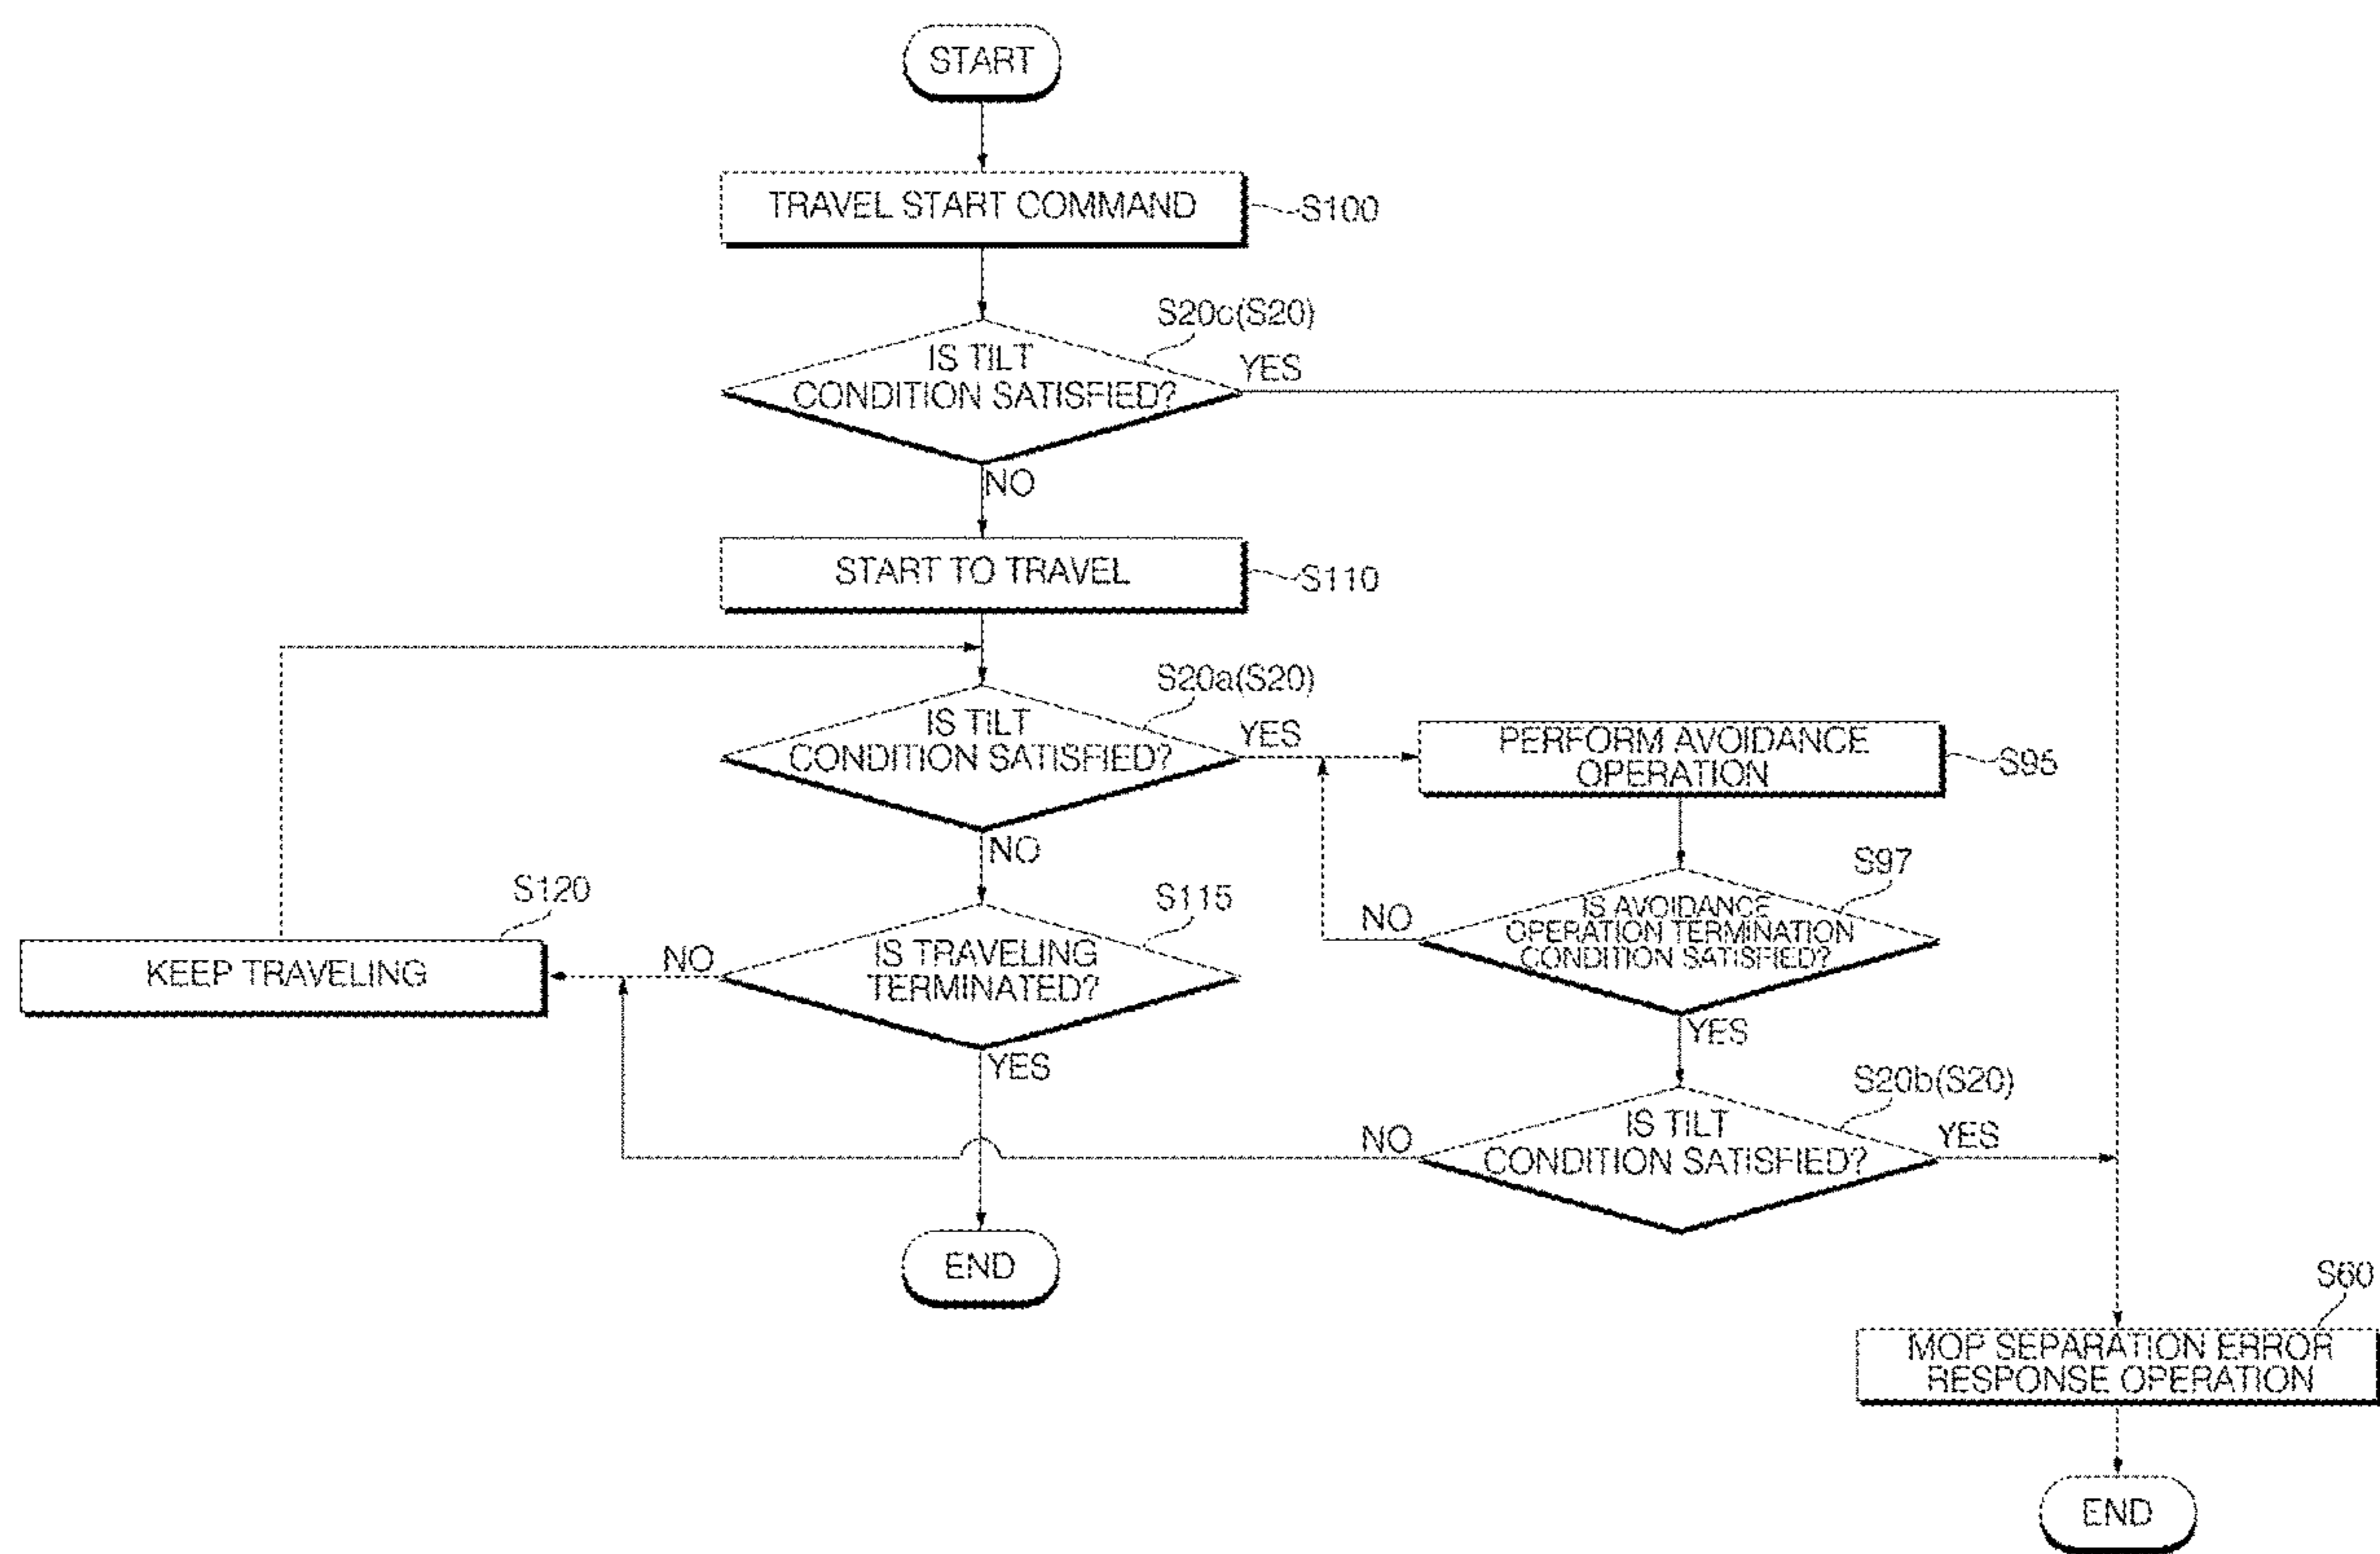 START
TRAVEL START COMMAND
S100
S20c(S20)
IS TILT
CONDITION SATISFIED?
YES
NO
START TO TRAVEL
S110
S20a(S20)
IS TILT
CONDITION SATISFIED?
YES
PERFORM AVOIDANCE
OPERATION
S95
NO
S97
IS AVOIDANCE
OPERATION TERMINATION
CONDITION SATISFIED?
NO
YES
S120
KEEP TRAVELING
S115
IS TRAVELING
TERMINATED?
NO
YES
S20b(S20)
IS TILT
CONDITION SATISFIED?
NO
YES
END
S60
MOP SEPARATION ERROR
RESPONSE OPERATION
END